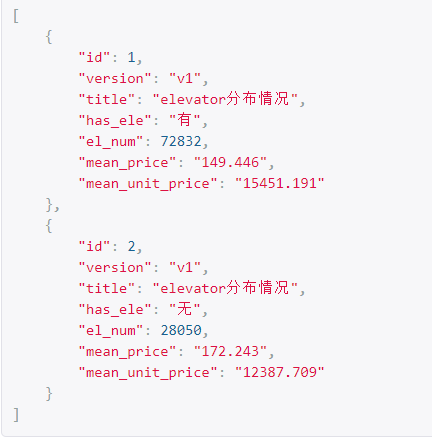 [
    {
        "id": 1,
        "version": "v1",
        "title": "elevator分布情况",
        "has_ele": "有",
        "el_num": 72832,
        "mean_price": "149.446",
        "mean_unit_price": "15451.191"
    },
    {
        "id": 2,
        "version": "v1",
        "title": "elevator分布情况",
        "has_ele": "无",
        "el_num": 28050,
        "mean_price": "172.243",
        "mean_unit_price": "12387.709"
    }
]